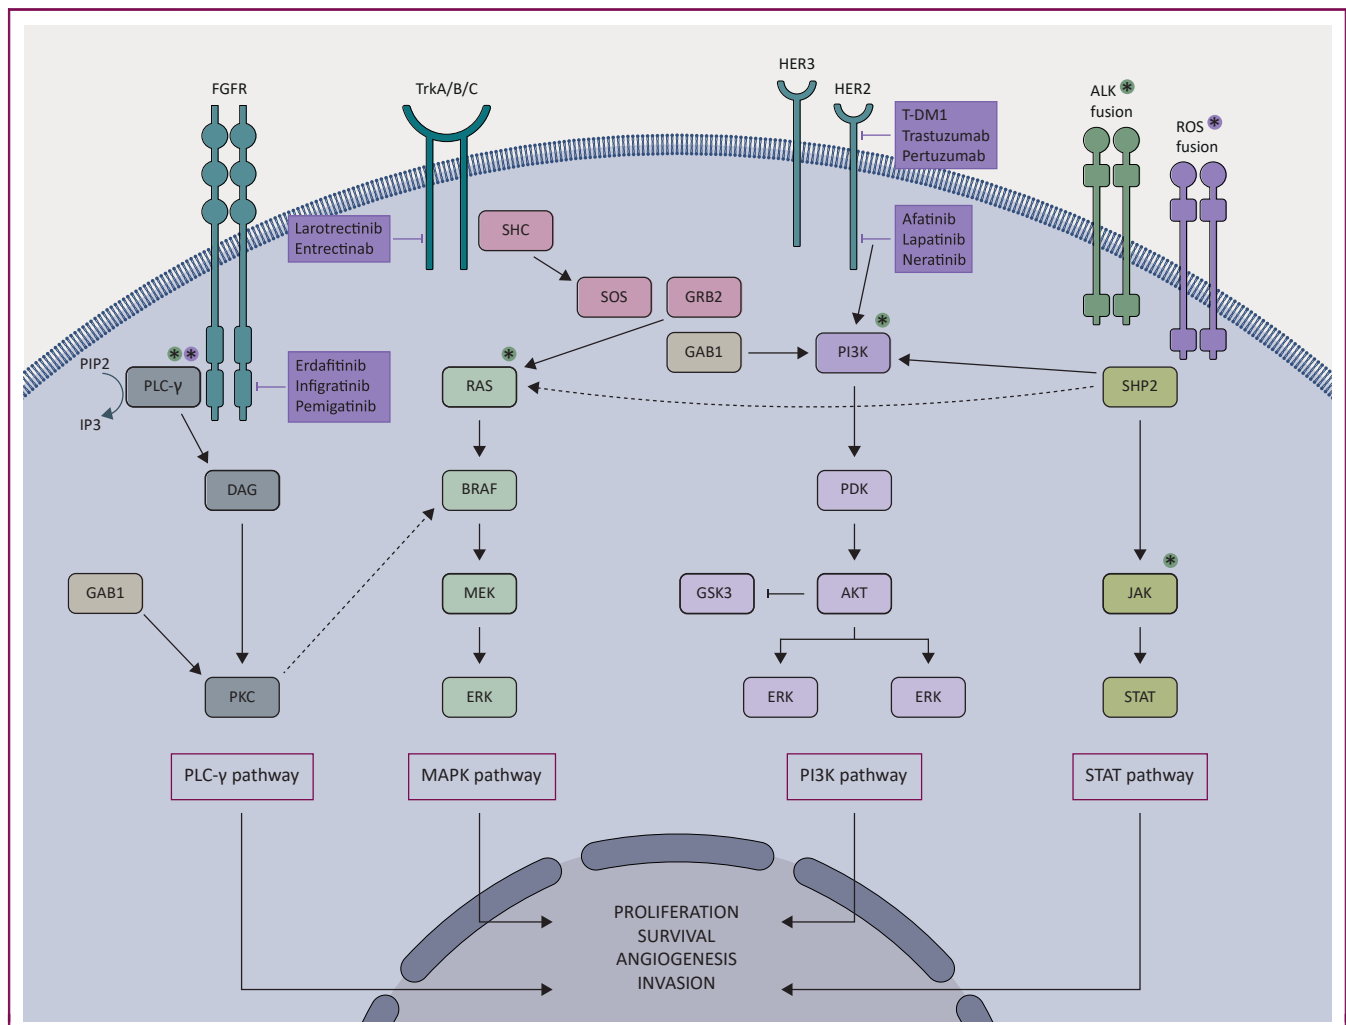 HER3
HER2
FGFR
TrkA/B/C
ALK *
fusion
ROS *
fusion
T-DM1
Trastuzumab
Pertuzumab
Larotrectinib
Entrectinab
SHC
Afatinib
Lapatinib
Neratinib
SOS
GRB2
*
GAB1
PI3K
* *
*
PIP2
PLC-γ
IP3
Erdafitinib
Infigratinib
Pemigatinib
RAS
SHP2
DAG
BRAF
PDK
*
GAB1
MEK
GSK3
AKT
JAK
PKC
ERK
ERK
ERK
STAT
PLC-γ pathway
MAPK pathway
PI3K pathway
STAT pathway
PROLIFERATION
SURVIVAL
ANGIOGENESIS
INVASION